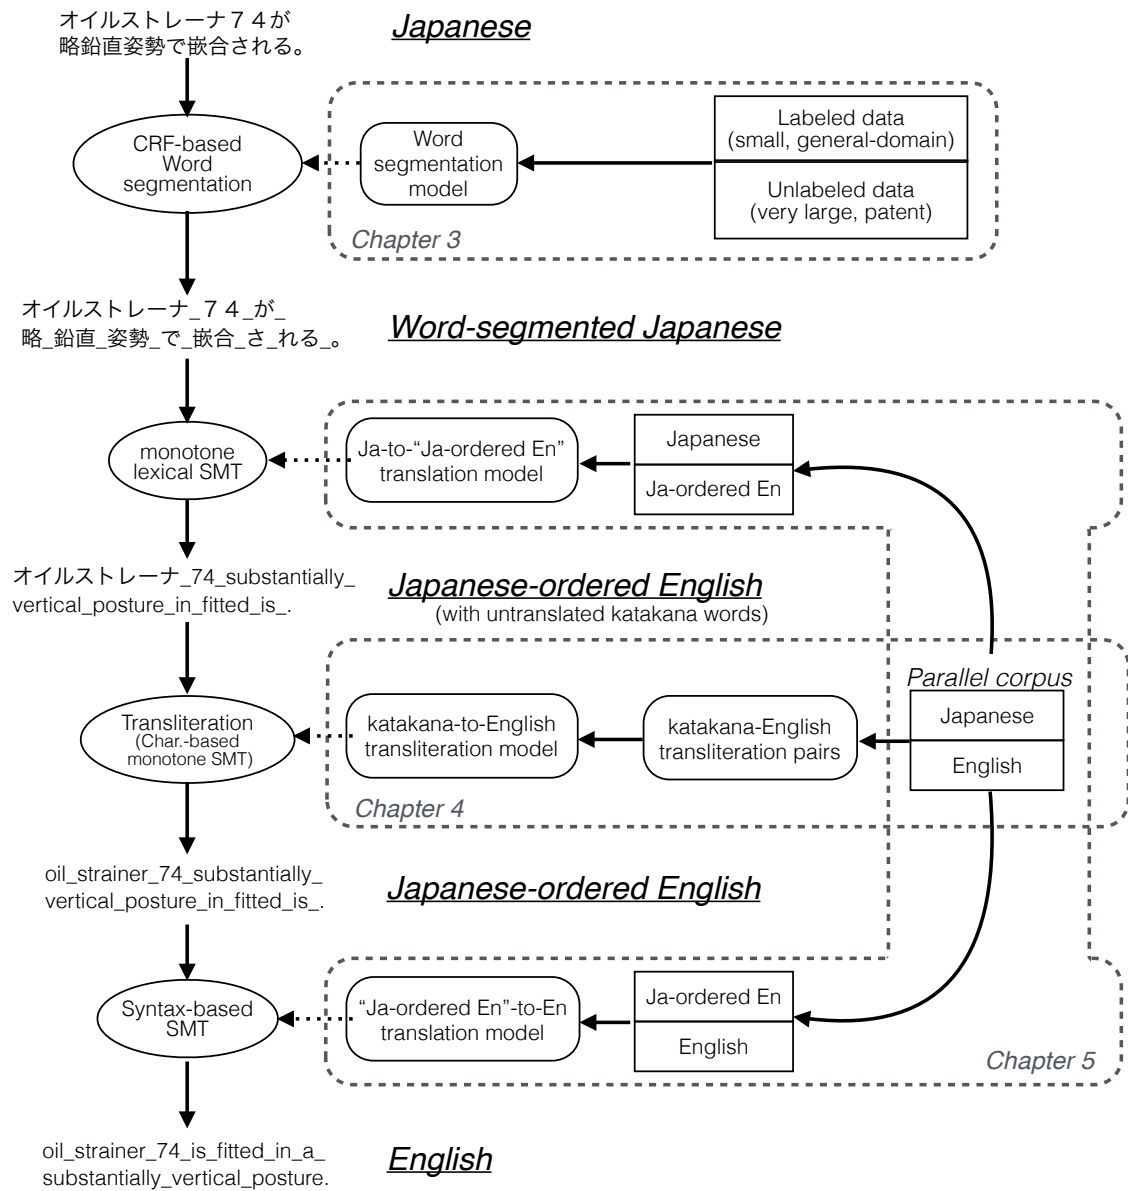 オイルストレーナ７４が
略鉛直姿勢で嵌合される。
Japanese
CRF-based
Word
segmentation
Word
segmentation
model
Labeled data
(small, general-domain)
Unlabeled data
(very large, patent)
Chapter 3
オイルストレーナ_７４_が_
略_鉛直_姿勢_で_嵌合_さ_れる_。
Word-segmented Japanese
monotone
lexical SMT
Ja-to-“Ja-ordered En”
translation model
Japanese
Ja-ordered En
オイルストレーナ_74_substantially_
vertical_posture_in_fitted_is_.
Japanese-ordered English
(with untranslated katakana words)
Transliteration
(Char.-based
monotone SMT)
katakana-to-English
transliteration model
katakana-English
transliteration pairs
Parallel corpus
Japanese
English
Chapter 4
oil_strainer_74_substantially_
vertical_posture_in_fitted_is_.
Japanese-ordered English
Syntax-based
SMT
“Ja-ordered En”-to-En
translation model
Ja-ordered En
English
Chapter 5
oil_strainer_74_is_fitted_in_a_
substantially_vertical_posture.
English